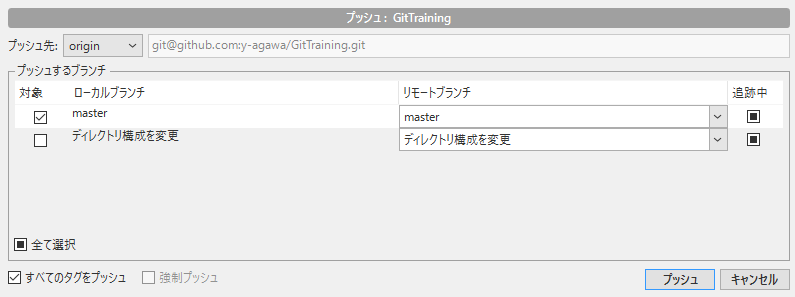 プッシュ : GitTraining
プッシュ先: origin git@github.com:y-agawa/GitTraining.git
プッシュするブランチ
対象 ローカルブランチ リモートブランチ 追跡中
master master
ディレクトリ構成を変更 ディレクトリ構成を変更
全て選択
すべてのタグをプッシュ 強制プッシュ プッシュ キャンセル